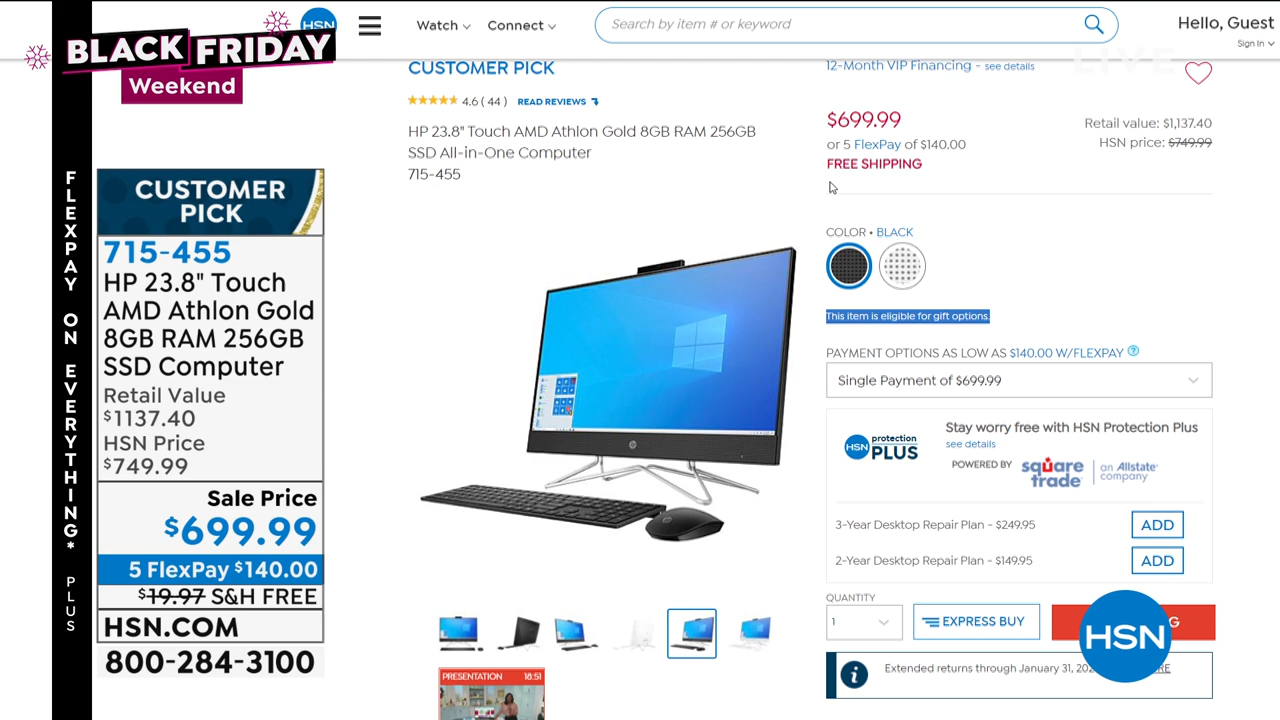 BLACK FRIDAY
Weekend
HSN
Watch
Connect
Search by item # or keyword
Hello, Guest
Sign In
LIVE
FLEXPAY ON EVERYTHING*
PLUS
CUSTOMER
PICK
715-455
HP 23.8" Touch
AMD Athlon Gold
8GB RAM 256GB
SSD Computer
Retail Value
$1137.40
HSN Price
$749.99
Sale Price
$699.99
5 FlexPay $140.00
$19.97 S&H FREE
HSN.COM
800-284-3100
CUSTOMER PICK
4.6 ( 44 ) READ REVIEWS
HP 23.8" Touch AMD Athlon Gold 8GB RAM 256GB
SSD All-in-One Computer
715-455
PRESENTATION 18:51
12-Month VIP Financing - see details
$699.99
Retail value: $1,137.40
or 5 FlexPay of $140.00
HSN price: $749.99
FREE SHIPPING
COLOR • BLACK
This item is eligible for gift options.
PAYMENT OPTIONS AS LOW AS $140.00 W/FLEXPAY ?
Single Payment of $699.99
HSN protection PLUS
Stay worry free with HSN Protection Plus
see details
POWERED BY square trade | an Allstate company
3-Year Desktop Repair Plan - $249.95 ADD
2-Year Desktop Repair Plan - $149.95 ADD
QUANTITY
1
EXPRESS BUY
G
HSN
Extended returns through January 31,